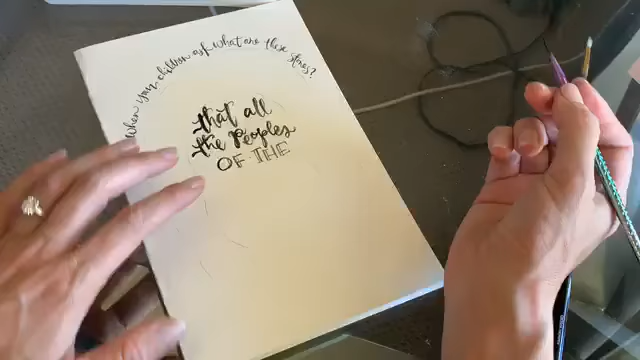 When your children ask what are these stones?
that all
the Peoples
OF THE